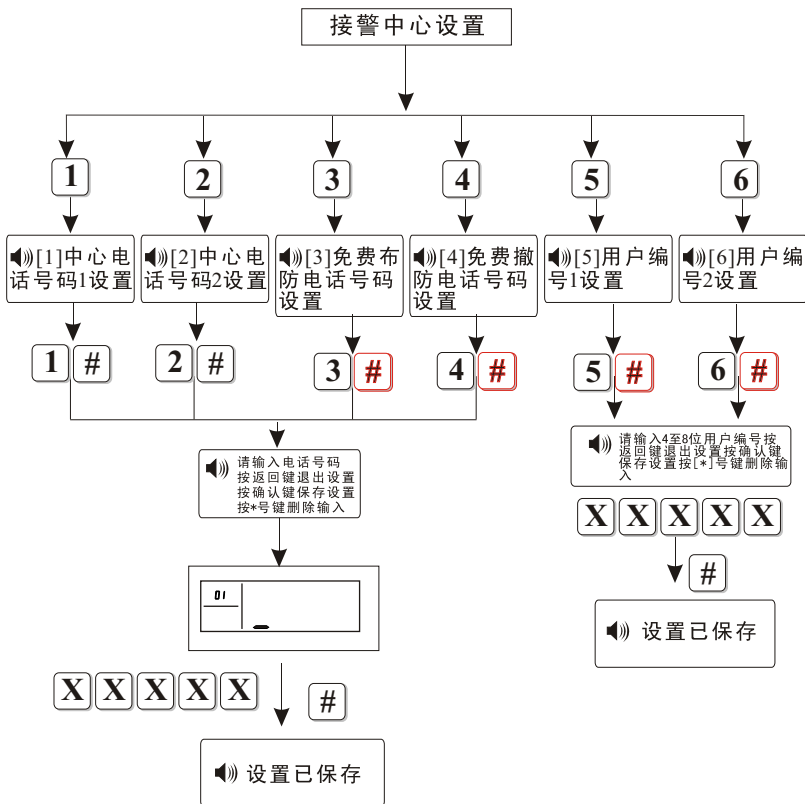 接警中心设置
1
2
3
4
5
6
[1]中心电
话号码1设置
[2]中心电
话号码2设置
[3]免费布
防电话号码
设置
[4]免费撤
防电话号码
设置
[5]用户编
号1设置
[6]用户编
号2设置
1 #
2 #
3 #
4 #
5 #
6 #
请输入电话号码
按返回键退出设置
按确认键保存设置
按*号键删除输入
请输入4至8位用户编号按
返回键退出设置按确认键
保存设置按[*]号键删除输
入
X X X X X
#
设置已保存
01
X X X X X
#
设置已保存